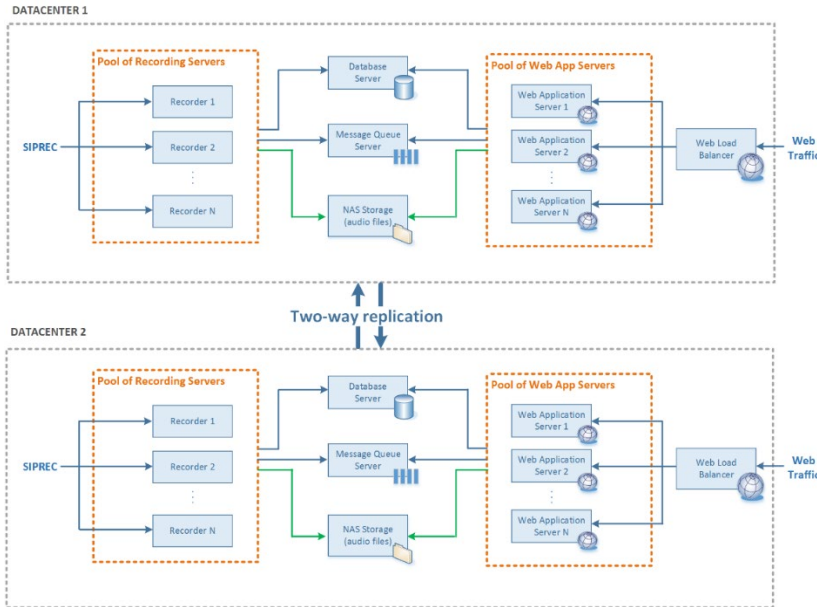 DATACENTER 1
Pool of Recording Servers
Recorder 1
Recorder 2
Recorder N
SIPREC
Database
Server
Message Queue
Server
NAS Storage
(audio files)
Pool of Web App Servers
Web Application
Server 1
Web Application
Server 2
Web Application
Server N
Web Load
Balancer
Web
Traffic
Two-way replication
DATACENTER 2
Pool of Recording Servers
Recorder 1
Recorder 2
Recorder N
SIPREC
Database
Server
Message Queue
Server
NAS Storage
(audio files)
Pool of Web App Servers
Web Application
Server 1
Web Application
Server 2
Web Application
Server N
Web Load
Balancer
Web
Traffic